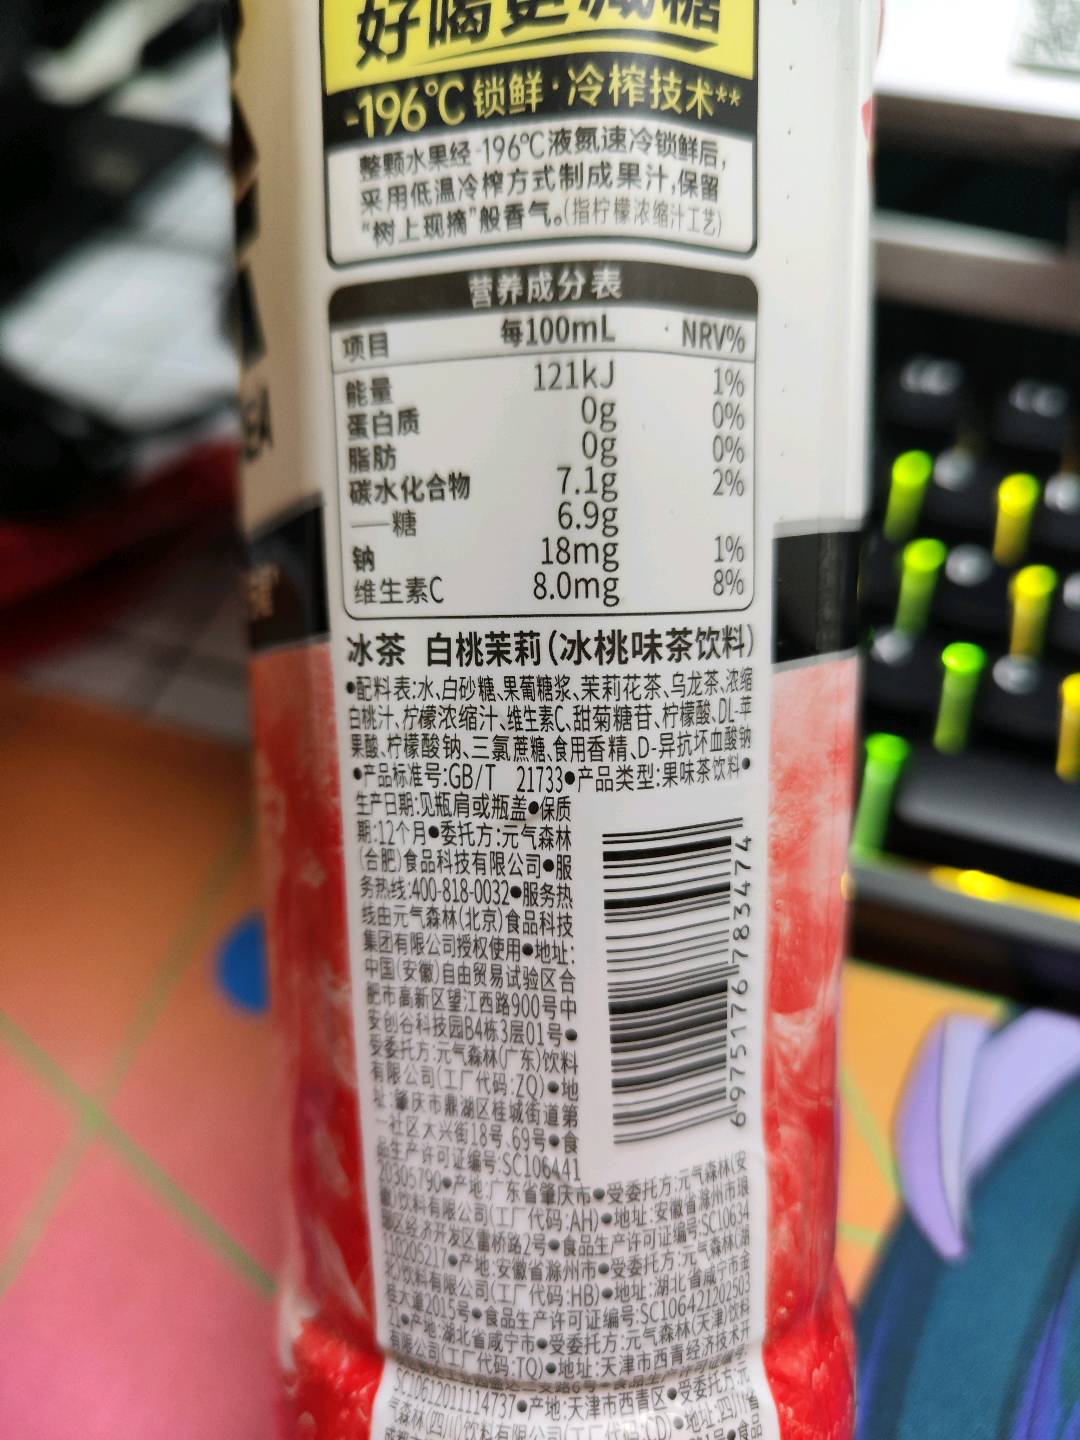 好喝更减糖
-196℃锁鲜·冷榨技术**
整颗水果经-196℃液氮速冷锁鲜后,
采用低温冷榨方式制成果汁,保留
“树上现摘”般香气。(指柠檬浓缩汁工艺)
营养成分表
项目 每100mL NRV%
能量 121kJ 1%
蛋白质 0g 0%
脂肪 0g 0%
碳水化合物 7.1g 2%
——糖 6.9g
钠 18mg 1%
维生素C 8.0mg 8%
冰茶 白桃茉莉(冰桃味茶饮料)
•配料表:水、白砂糖、果葡糖浆、茉莉花茶、乌龙茶、浓缩
白桃汁、柠檬浓缩汁、维生素C、甜菊糖苷、柠檬酸、DL-苹
果酸、柠檬酸钠、三氯蔗糖、食用香精、D-异抗坏血酸钠
•产品标准号:GB/T 21733•产品类型:果味茶饮料•
生产日期:见瓶肩或瓶盖•保质
期:12个月•委托方:元气森林
(合肥)食品科技有限公司•服
务热线:400-818-0032•服务热
线由元气森林(北京)食品科技
集团有限公司授权使用•地址:
中国(安徽)自由贸易试验区合
肥市高新区望江西路900号中
安创谷科技园B4栋3层01号•
受委托方:元气森林(广东)饮料
有限公司(工厂代码:ZQ)•地
址:肇庆市鼎湖区桂城街道第
一社区大兴街18号、69号•食
品生产许可证编号:SC106441
20305790•产地:广东省肇庆市•受委托方:元气森林(安
徽)饮料有限公司(工厂代码:AH)•地址:安徽省滁州市琅
琊区经济开发区雷桥路2号•食品生产许可证编号:SC10634
110205217•产地:安徽省滁州市•受委托方:元气森林(湖
北)饮料有限公司(工厂代码:HB)•地址:湖北省咸宁市金
桂大道2015号•食品生产许可证编号:SC106421202503
21•产地:湖北省咸宁市•受委托方:元气森林(天津)饮料
有限公司(工厂代码:TQ)•地址:天津市西青经济技术开
SC10612011114737•产地:天津市西青区•受委托方:元
气森林(四川)饮料有限公司(工厂代码:CD)•地址:四川省
6975176783474
EA